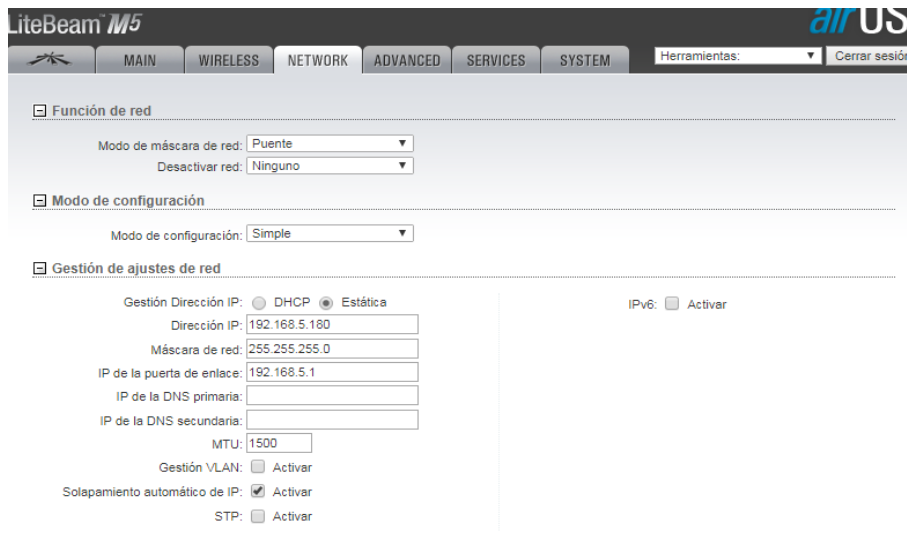 LiteBeam™ M5
air US
MAIN WIRELESS NETWORK ADVANCED SERVICES SYSTEM Herramientas: Cerrar sesión
Función de red
Modo de máscara de red: Puente
Desactivar red: Ninguno
Modo de configuración
Modo de configuración: Simple
Gestión de ajustes de red
Gestión Dirección IP: DHCP Estática
IPv6: Activar
Dirección IP: 192.168.5.180
Máscara de red: 255.255.255.0
IP de la puerta de enlace: 192.168.5.1
IP de la DNS primaria:
IP de la DNS secundaria:
MTU: 1500
Gestión VLAN: Activar
Solapamiento automático de IP: Activar
STP: Activar